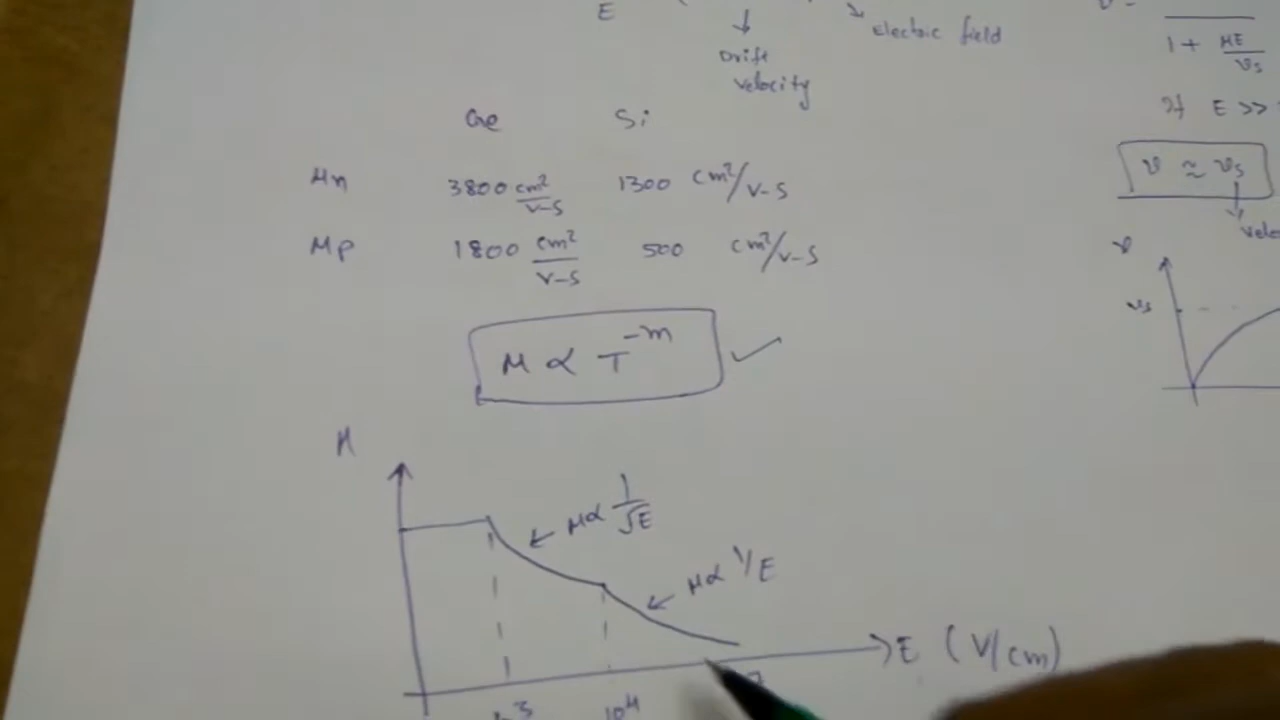 E
Drift
velocity
Electric field
Ge Si
μn 3800 cm²/V-S 1300 cm²/V-S
μp 1800 cm²/V-S 500 cm²/V-S
μ ∝ T^-m
μ
μ∝ 1/√E
μ∝ 1/E
E (V/cm)
10⁴
1 + μE/vs
If E >>
v ≃ vs
v
vs